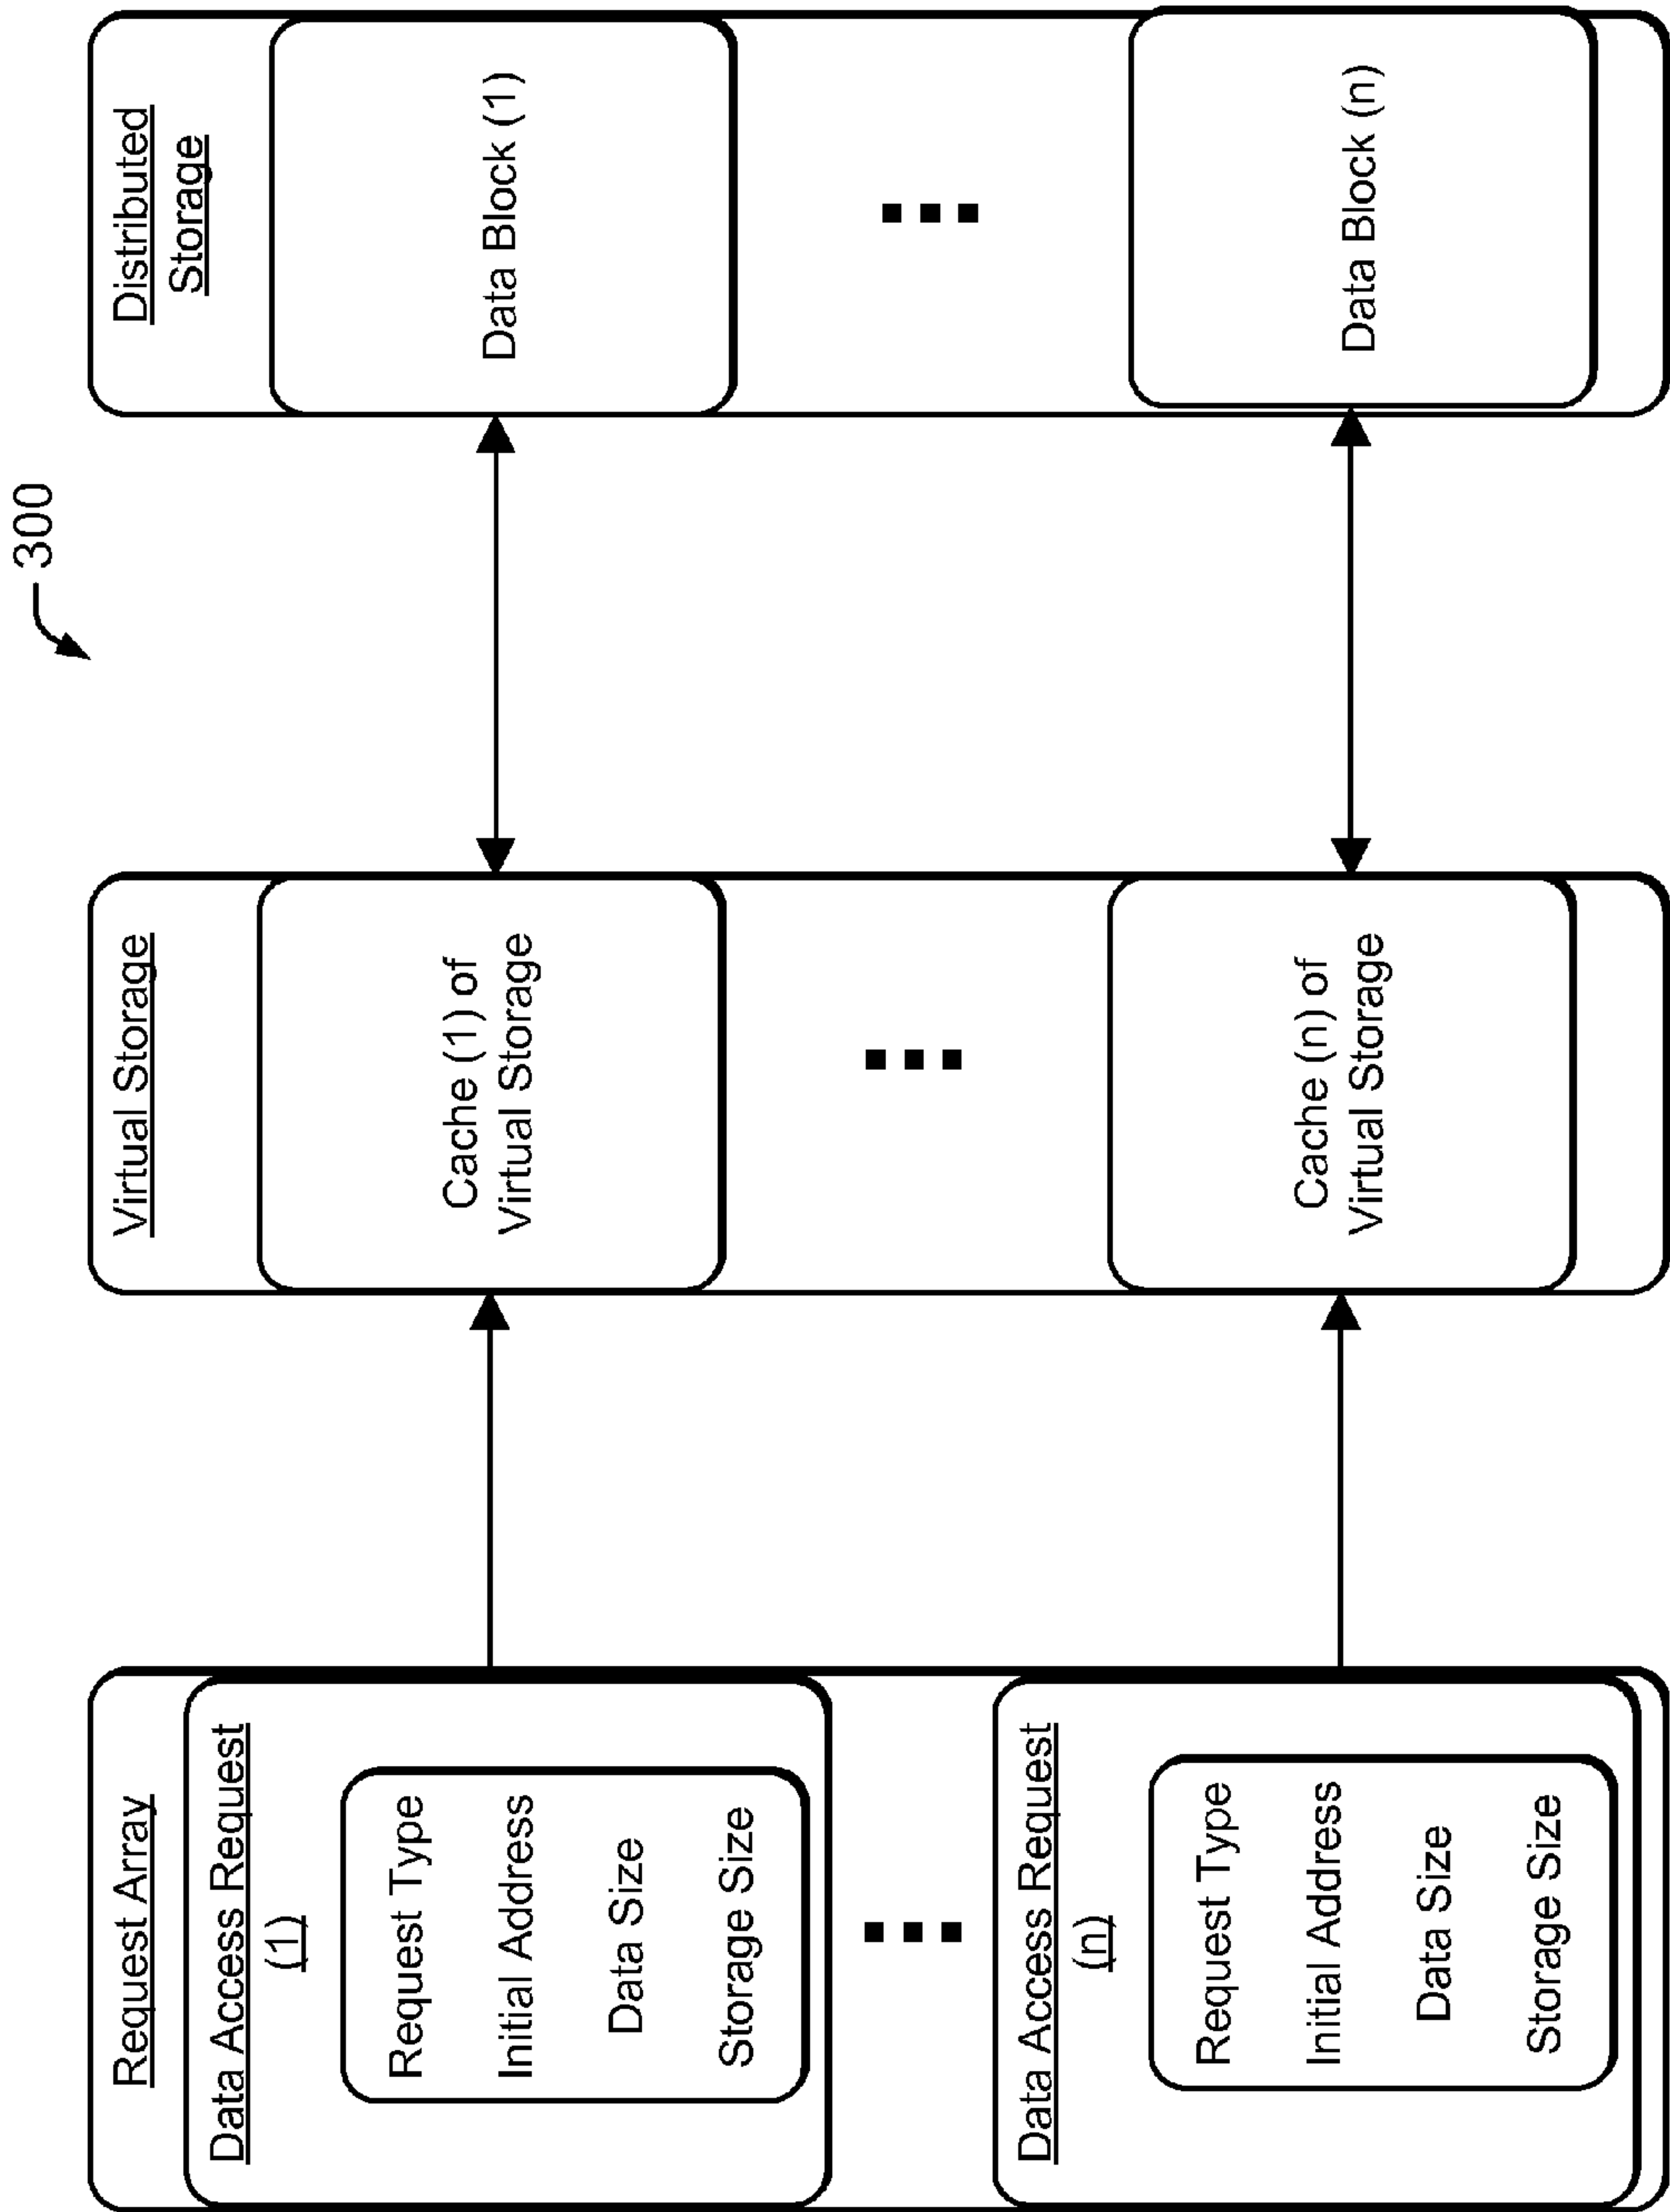 300
Request Array
Data Access Request
(1)
Request Type
Initial Address
Data Size
Storage Size
Data Access Request
(n)
Request Type
Initial Address
Data Size
Storage Size
Virtual Storage
Cache (1) of
Virtual Storage
Cache (n) of
Virtual Storage
Distributed
Storage
Data Block (1)
Data Block (n)